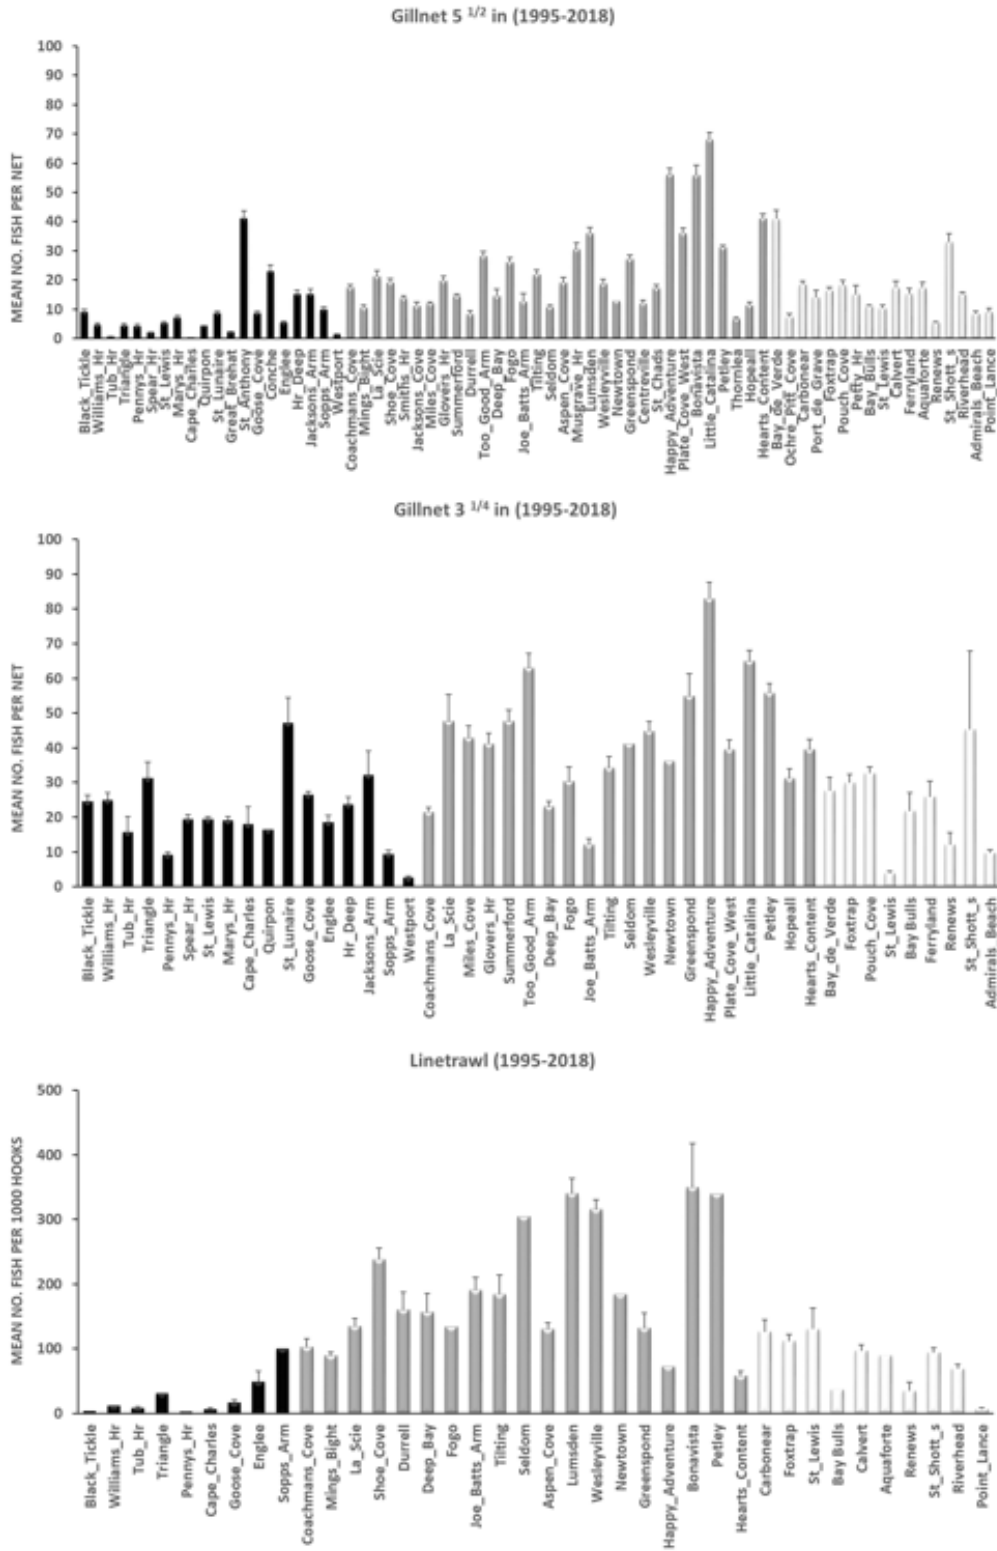 Gillnet 5 1/2 in (1995-2018)
MEAN NO. FISH PER NET
100
90
80
70
60
50
40
30
20
10
0
Black_Tickle
Williams_Hr
Tub_Hr
Triangle
Pennys_Hr
Spear_Hr
St_Lewis
Marys_Hr
Cape_Charles
Quirpon
St_Lunaire
Great_Brehat
St_Anthony
Goose_Cove
Conche
Englee
Hr_Deep
Jacksons_Arm
Sopps_Arm
Westport
Coachmans_Cove
Mings_Bight
La_Scie
Shoe_Cove
Smiths_Hr
Jacksons_Cove
Miles_Cove
Glovers_Hr
Summerford
Durrell
Too_Good_Arm
Deep_Bay
Fogo
Joe_Batts_Arm
Tilting
Seldom
Aspen_Cove
Musgrave_Hr
Lumsden
Wesleyville
Newtown
Greenspond
Centreville
St_Chads
Happy_Adventure
Plate_Cove_West
Bonavista
Little_Catalina
Petley
Thornlea
Hopeall
Hearts_Content
Bay_de_Verde
Ochre_Pitf_Cove
Carbonear
Port_de_Grave
Foxtrap
Pouch_Cove
Petty_Hr
Bay_Bulls
St_Lewis
Calvert
Ferryland
Aquaforte
Renews
St_Shott_s
Riverhead
Admirals_Beach
Point_Lance
Gillnet 3 1/4 in (1995-2018)
MEAN NO. FISH PER NET
100
90
80
70
60
50
40
30
20
10
0
Black_Tickle
Williams_Hr
Tub_Hr
Triangle
Pennys_Hr
Spear_Hr
St_Lewis
Marys_Hr
Cape_Charles
Quirpon
St_Lunaire
Goose_Cove
Englee
Hr_Deep
Jacksons_Arm
Sopps_Arm
Westport
Coachmans_Cove
La_Scie
Miles_Cove
Glovers_Hr
Summerford
Too_Good_Arm
Deep_Bay
Fogo
Joe_Batts_Arm
Tilting
Seldom
Wesleyville
Newtown
Greenspond
Happy_Adventure
Plate_Cove_West
Little_Catalina
Petley
Hopeall
Hearts_Content
Bay_de_Verde
Foxtrap
Pouch_Cove
St_Lewis
Bay Bulls
Ferryland
Renews
St_Shott_s
Admirals_Beach
Linetrawl (1995-2018)
MEAN NO. FISH PER 1000 HOOKS
500
400
300
200
100
0
Black_Tickle
Williams_Hr
Tub_Hr
Triangle
Pennys_Hr
Cape_Charles
Goose_Cove
Englee
Sopps_Arm
Coachmans_Cove
Mings_Bight
La_Scie
Shoe_Cove
Durrell
Deep_Bay
Fogo
Joe_Batts_Arm
Tilting
Seldom
Aspen_Cove
Lumsden
Wesleyville
Newtown
Greenspond
Happy_Adventure
Bonavista
Petley
Hearts_Content
Carbonear
Foxtrap
St_Lewis
Bay Bulls
Calvert
Aquaforte
Renews
St_Shott_s
Riverhead
Point_Lance